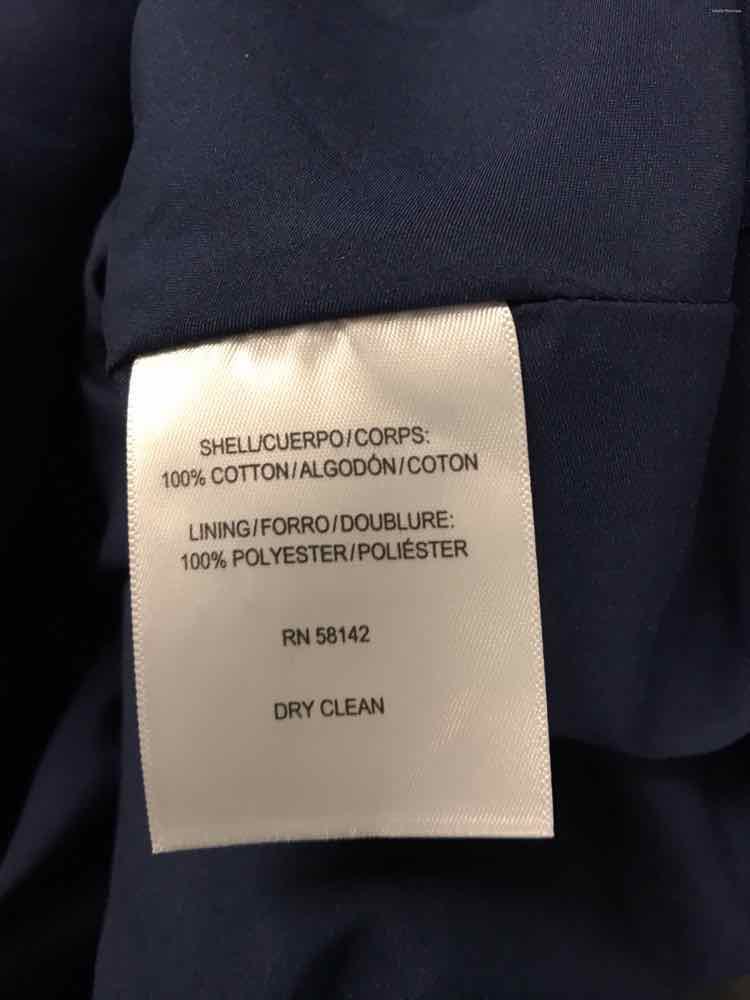 SHELL/CUERPO/CORPS:
100% COTTON/ALGODÓN/COTON
LINING/FORRO/DOUBLURE:
100% POLYESTER/POLIÉSTER
RN 58142
DRY CLEAN